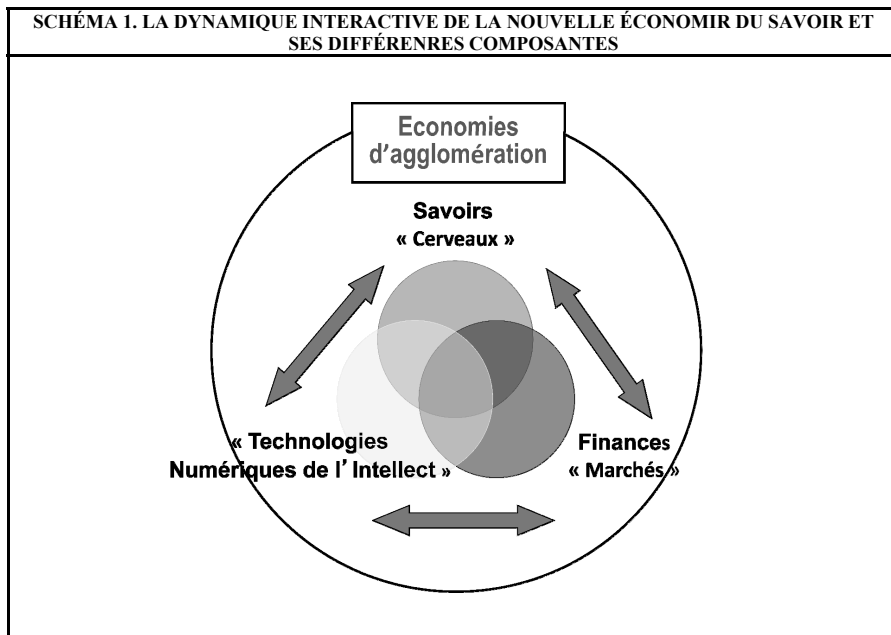 SCHÉMA 1. LA DYNAMIQUE INTERACTIVE DE LA NOUVELLE ÉCONOMIR DU SAVOIR ET
SES DIFFÉRENRES COMPOSANTES
Economies
d'agglomération
Savoirs
« Cerveaux »
« Technologies
Numériques de l' Intellect »
Finances
« Marchés »